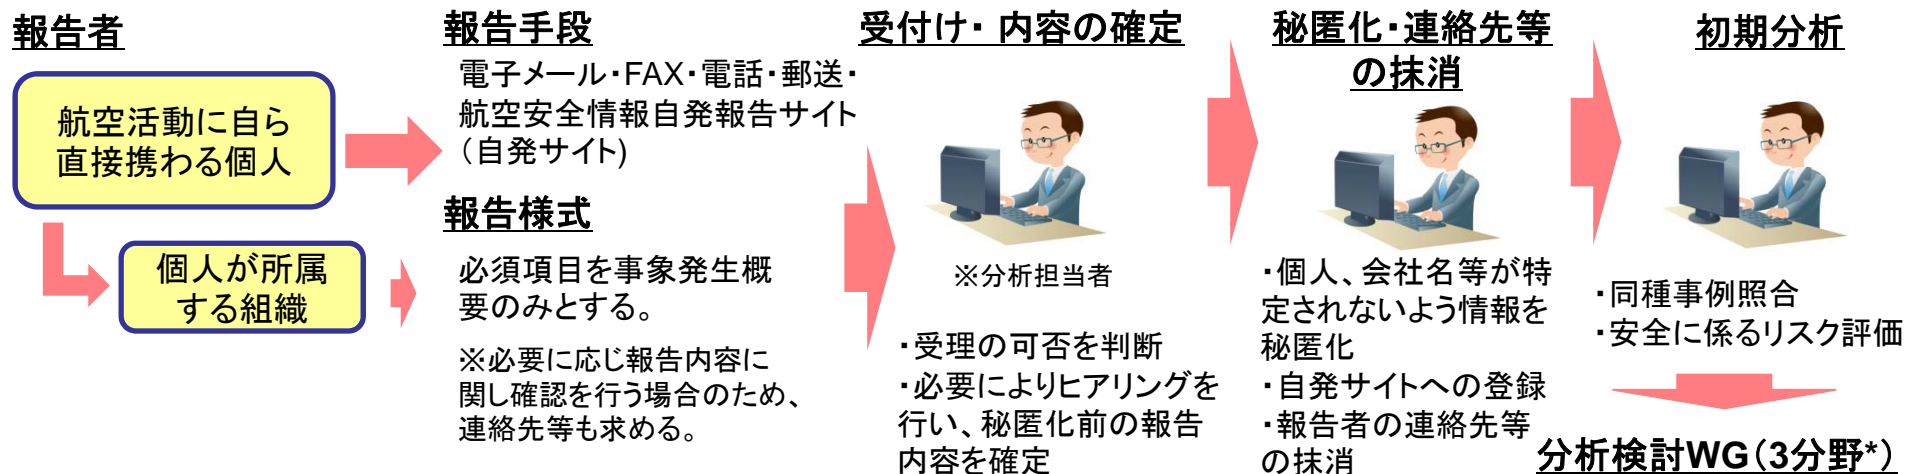 報告者
航空活動に自ら
直接携わる個人
個人が所属
する組織
報告手段
電子メール・FAX・電話・郵送・
航空安全情報自発報告サイト
（自発サイト)
報告様式
必須項目を事象発生概
要のみとする。
※必要に応じ報告内容に
関し確認を行う場合のため、
連絡先等も求める。
受付け・ 内容の確定
※分析担当者
・受理の可否を判断
・必要によりヒアリングを
行い、秘匿化前の報告
内容を確定
秘匿化・連絡先等
の抹消
・個人、会社名等が特
定されないよう情報を
秘匿化
・自発サイトへの登録
・報告者の連絡先等
の抹消
初期分析
・同種事例照合
・安全に係るリスク評価
分析検討WG（3分野*）